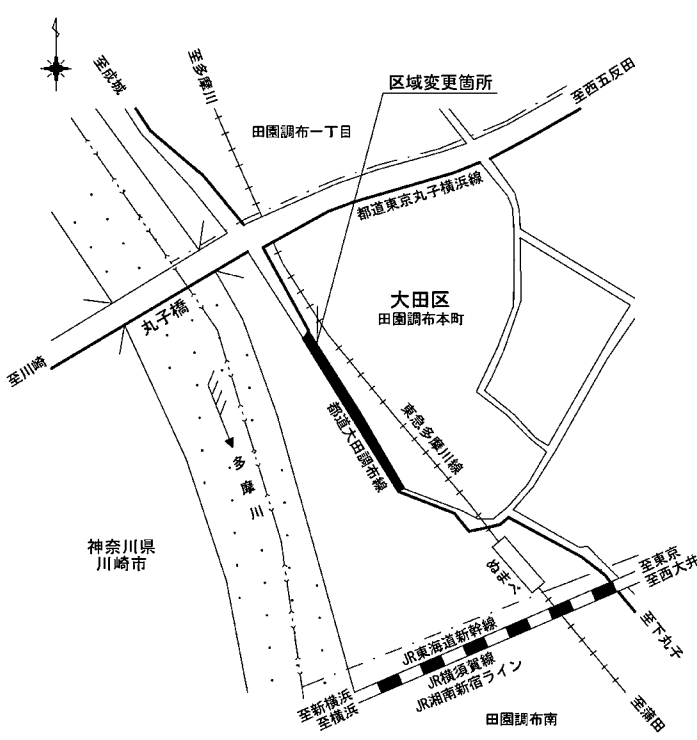 至成城
至多摩川
区域変更箇所
至西五反田
田園調布一丁目
都道東京丸子横浜線
大田区
田園調布本町
丸子橋
至川崎
都道大田調布線
東急多摩川線
多摩川
神奈川県
川崎市
ぬまべ
至東京
至西大井
至下丸子
JR東海道新幹線
JR横須賀線
JR湘南新宿ライン
至新横浜
至横浜
田園調布南
至蒲田